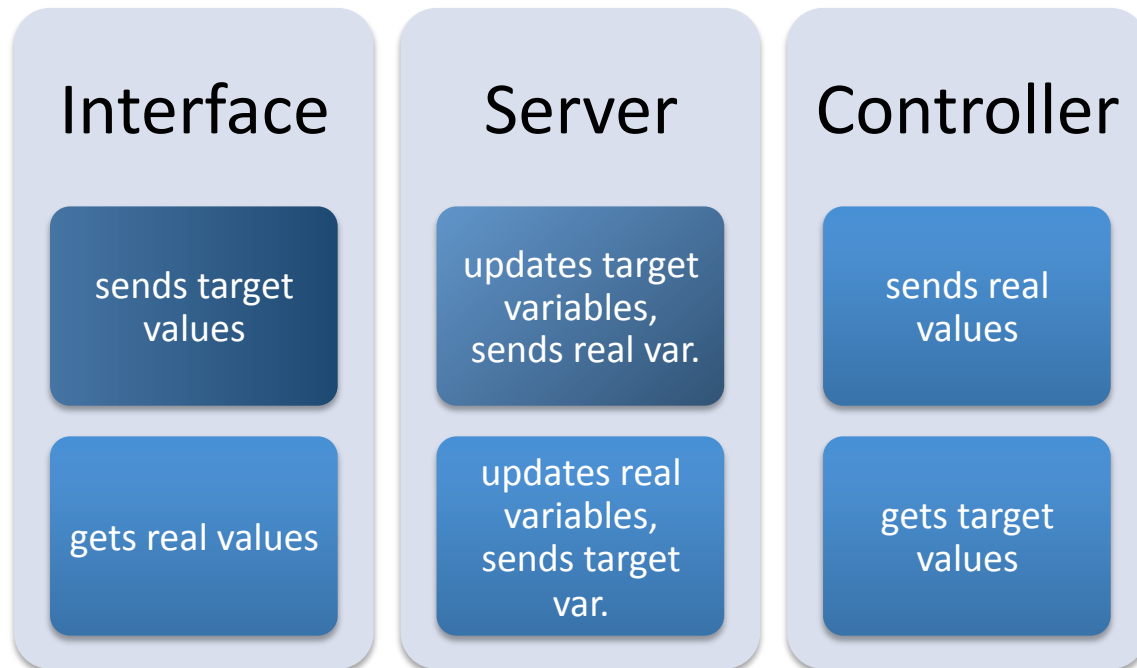 Interface
sends target
values
gets real values
Server
updates target
variables,
sends real var.
updates real
variables,
sends target
var.
Controller
sends real
values
gets target
values